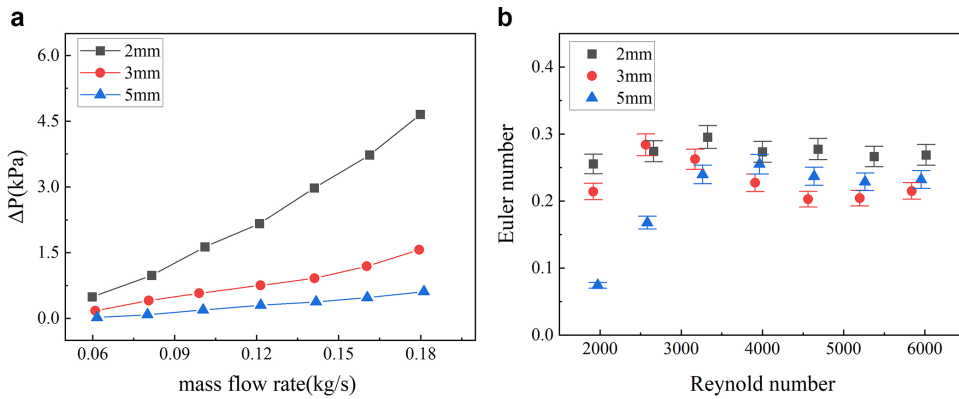 a
6.0
4.5
3.0
1.5
0.0
ΔP(kPa)
2mm
3mm
5mm
0.06
0.09
0.12
0.15
0.18
mass flow rate(kg/s)
b
0.4
0.3
0.2
0.1
0.0
Euler number
2mm
3mm
5mm
2000
3000
4000
5000
6000
Reynold number